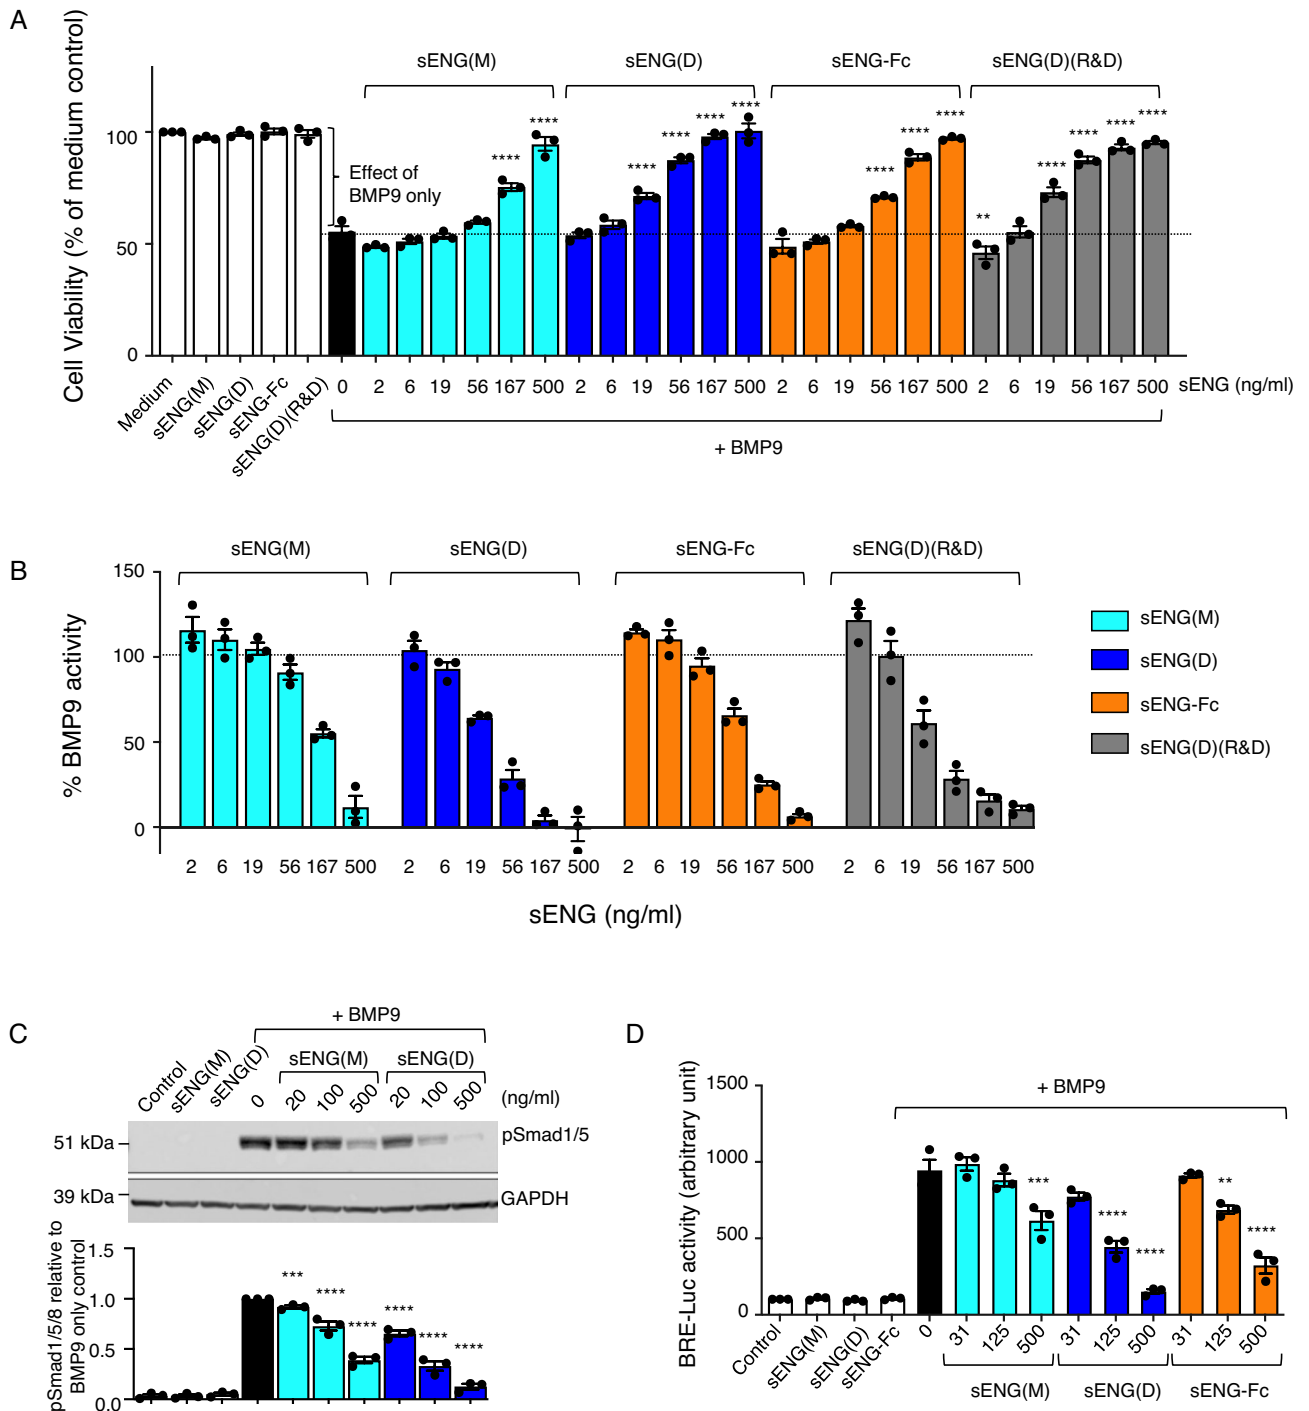 A
Cell Viability (% of medium control)
sENG(M) sENG(D) sENG-Fc sENG(D)(R&D)
**** **** **** **** **** **** **** **** **** ** **** **** **** ****
100
50
0
Effect of
BMP9 only
Medium sENG(M) sENG(D) sENG-Fc sENG(D)(R&D)
0 2 6 19 56 167 500 2 6 19 56 167 500 2 6 19 56 167 500 2 6 19 56 167 500 sENG (ng/ml)
+ BMP9
B
% BMP9 activity
sENG(M) sENG(D) sENG-Fc sENG(D)(R&D)
150
100
50
0
2 6 19 56 167 500 2 6 19 56 167 500 2 6 19 56 167 500 2 6 19 56 167 500
sENG (ng/ml)
sENG(M)
sENG(D)
sENG-Fc
sENG(D)(R&D)
C
+ BMP9
sENG(M) sENG(D)
Control sENG(M) sENG(D) 0 20 100 500 20 100 500 (ng/ml)
51 kDa
pSmad1/5
39 kDa
GAPDH
pSmad1/5/8 relative to
BMP9 only control
1.5
1.0
0.5
0.0
*** **** **** **** **** ****
D
BRE-Luc activity (arbitrary unit)
+ BMP9
1500
1000
500
0
*** **** **** ** ****
Control sENG(M) sENG(D) sENG-Fc 0 31 125 500 31 125 500 31 125 500
sENG(M) sENG(D) sENG-Fc